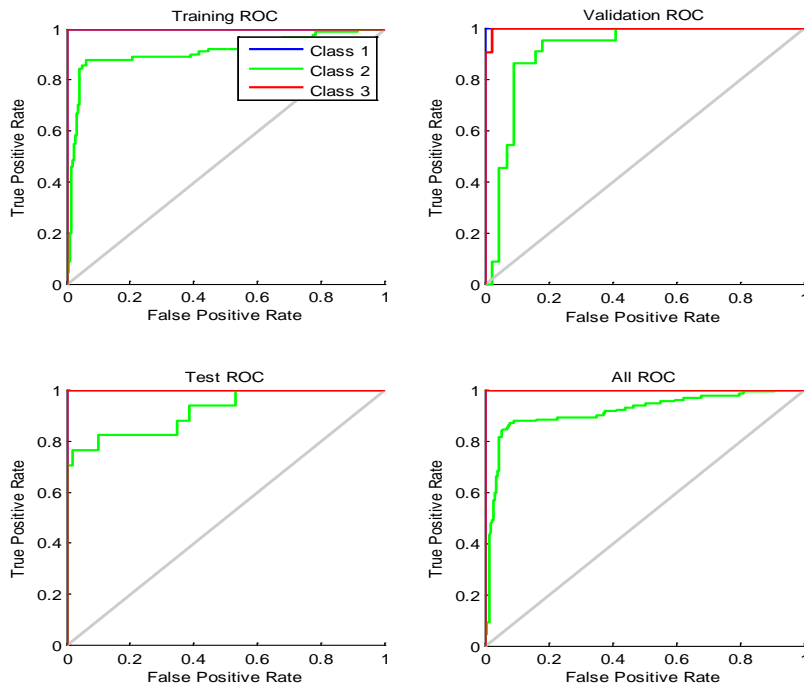 Training ROC
1
0.8
0.6
0.4
0.2
0
True Positive Rate
Class 1
Class 2
Class 3
0 0.2 0.4 0.6 0.8 1
False Positive Rate
Validation ROC
1
0.8
0.6
0.4
0.2
0
True Positive Rate
0 0.2 0.4 0.6 0.8 1
False Positive Rate
Test ROC
1
0.8
0.6
0.4
0.2
0
True Positive Rate
0 0.2 0.4 0.6 0.8 1
False Positive Rate
All ROC
1
0.8
0.6
0.4
0.2
0
True Positive Rate
0 0.2 0.4 0.6 0.8 1
False Positive Rate